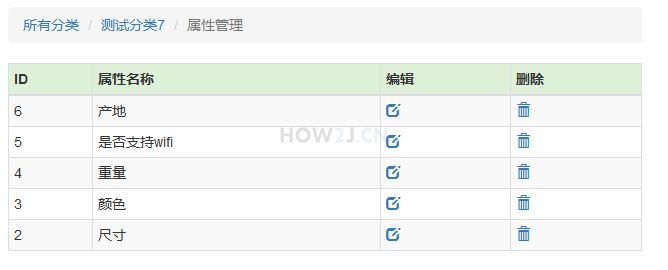 所有分类 / 测试分类7 / 属性管理
ID 属性名称 编辑 删除
6 产地
5 是否支持wifi
HOW2J.CN
4 重量
3 颜色
2 尺寸